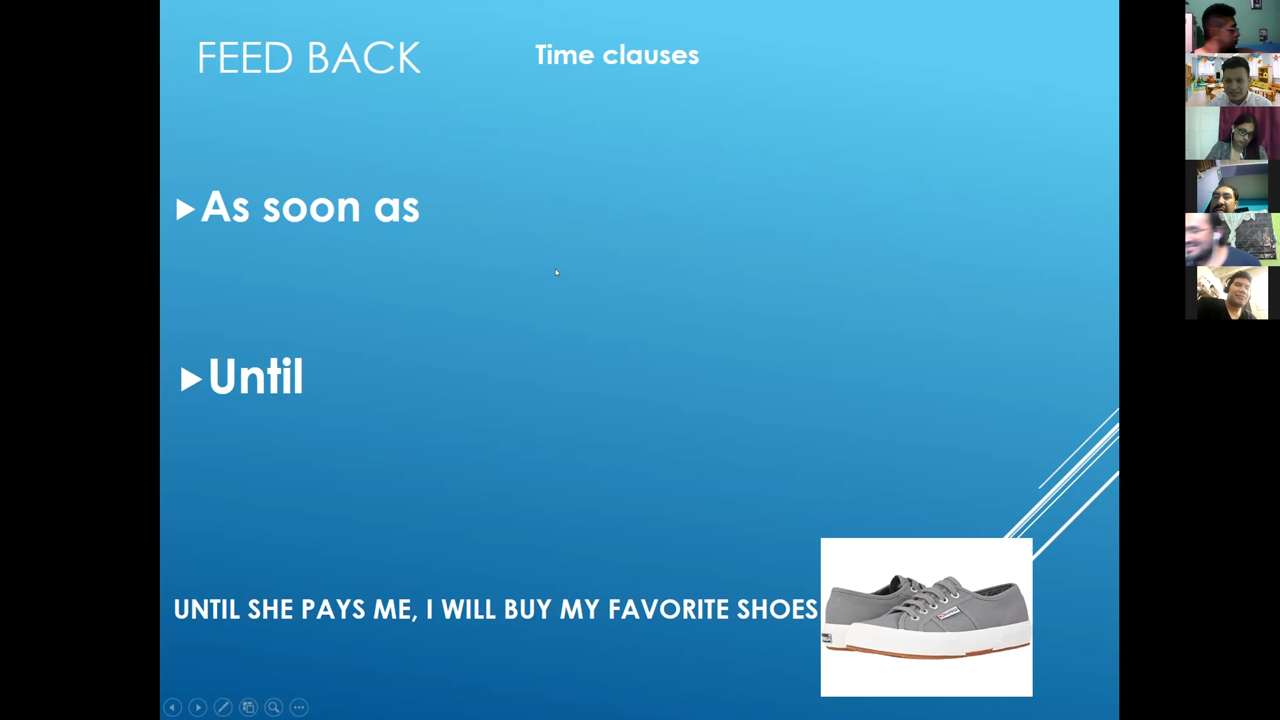 FEED BACK
Time clauses
As soon as
Until
UNTIL SHE PAYS ME, I WILL BUY MY FAVORITE SHOES